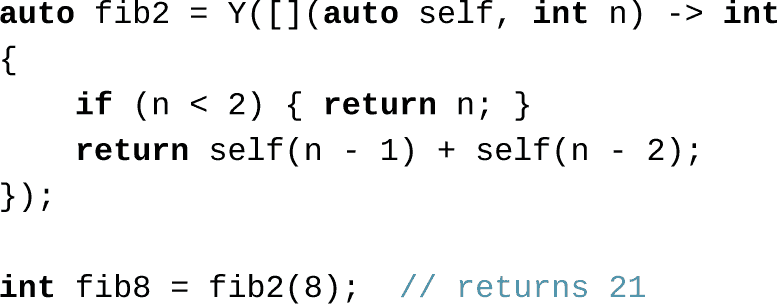 auto fib2 = Y([](auto self, int n) -> int
{
    if (n < 2) { return n; }
    return self(n - 1) + self(n - 2);
});

int fib8 = fib2(8);  // returns 21